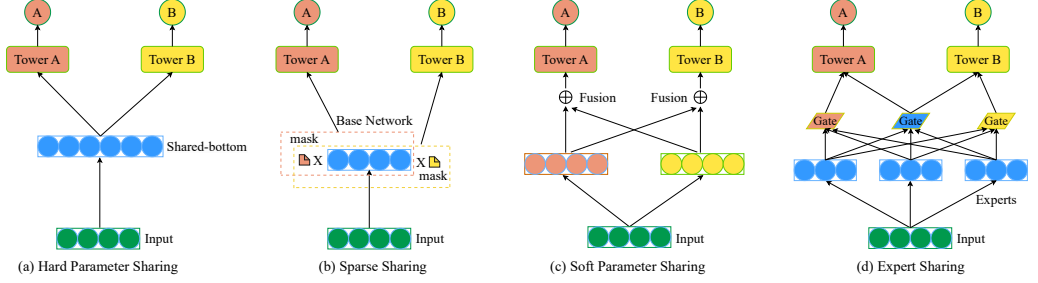 A B A B A B A B
Tower A Tower B Tower A Tower B Tower A Tower B Tower A Tower B
Fusion Fusion
Base Network
Gate Gate Gate
mask
Shared-bottom X X
mask
Experts
Input Input Input Input
(a) Hard Parameter Sharing (b) Sparse Sharing (c) Soft Parameter Sharing (d) Expert Sharing